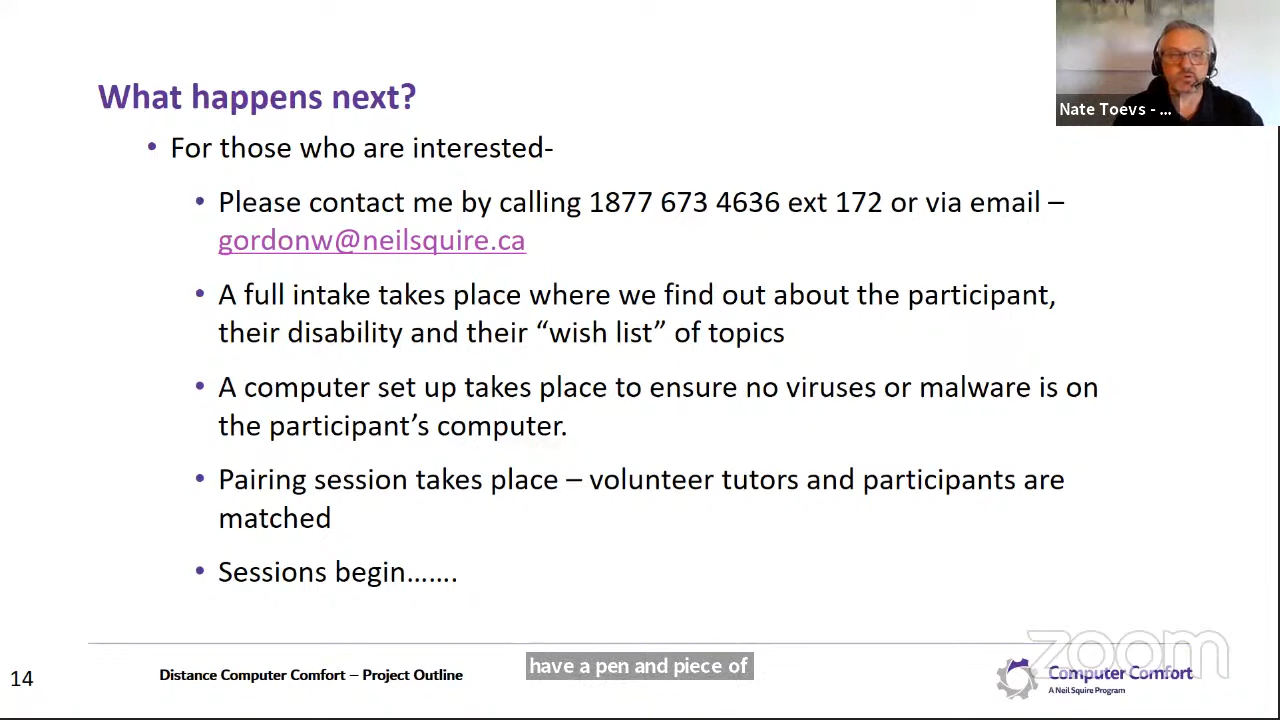 What happens next?
Nate Toevs - ...
• For those who are interested-
• Please contact me by calling 1877 673 4636 ext 172 or via email –
gordonw@neilsquire.ca
• A full intake takes place where we find out about the participant,
their disability and their “wish list” of topics
• A computer set up takes place to ensure no viruses or malware is on
the participant’s computer.
• Pairing session takes place – volunteer tutors and participants are
matched
• Sessions begin…….
zoom
have a pen and piece of
14
Distance Computer Comfort – Project Outline
Computer Comfort
A Neil Squire Program